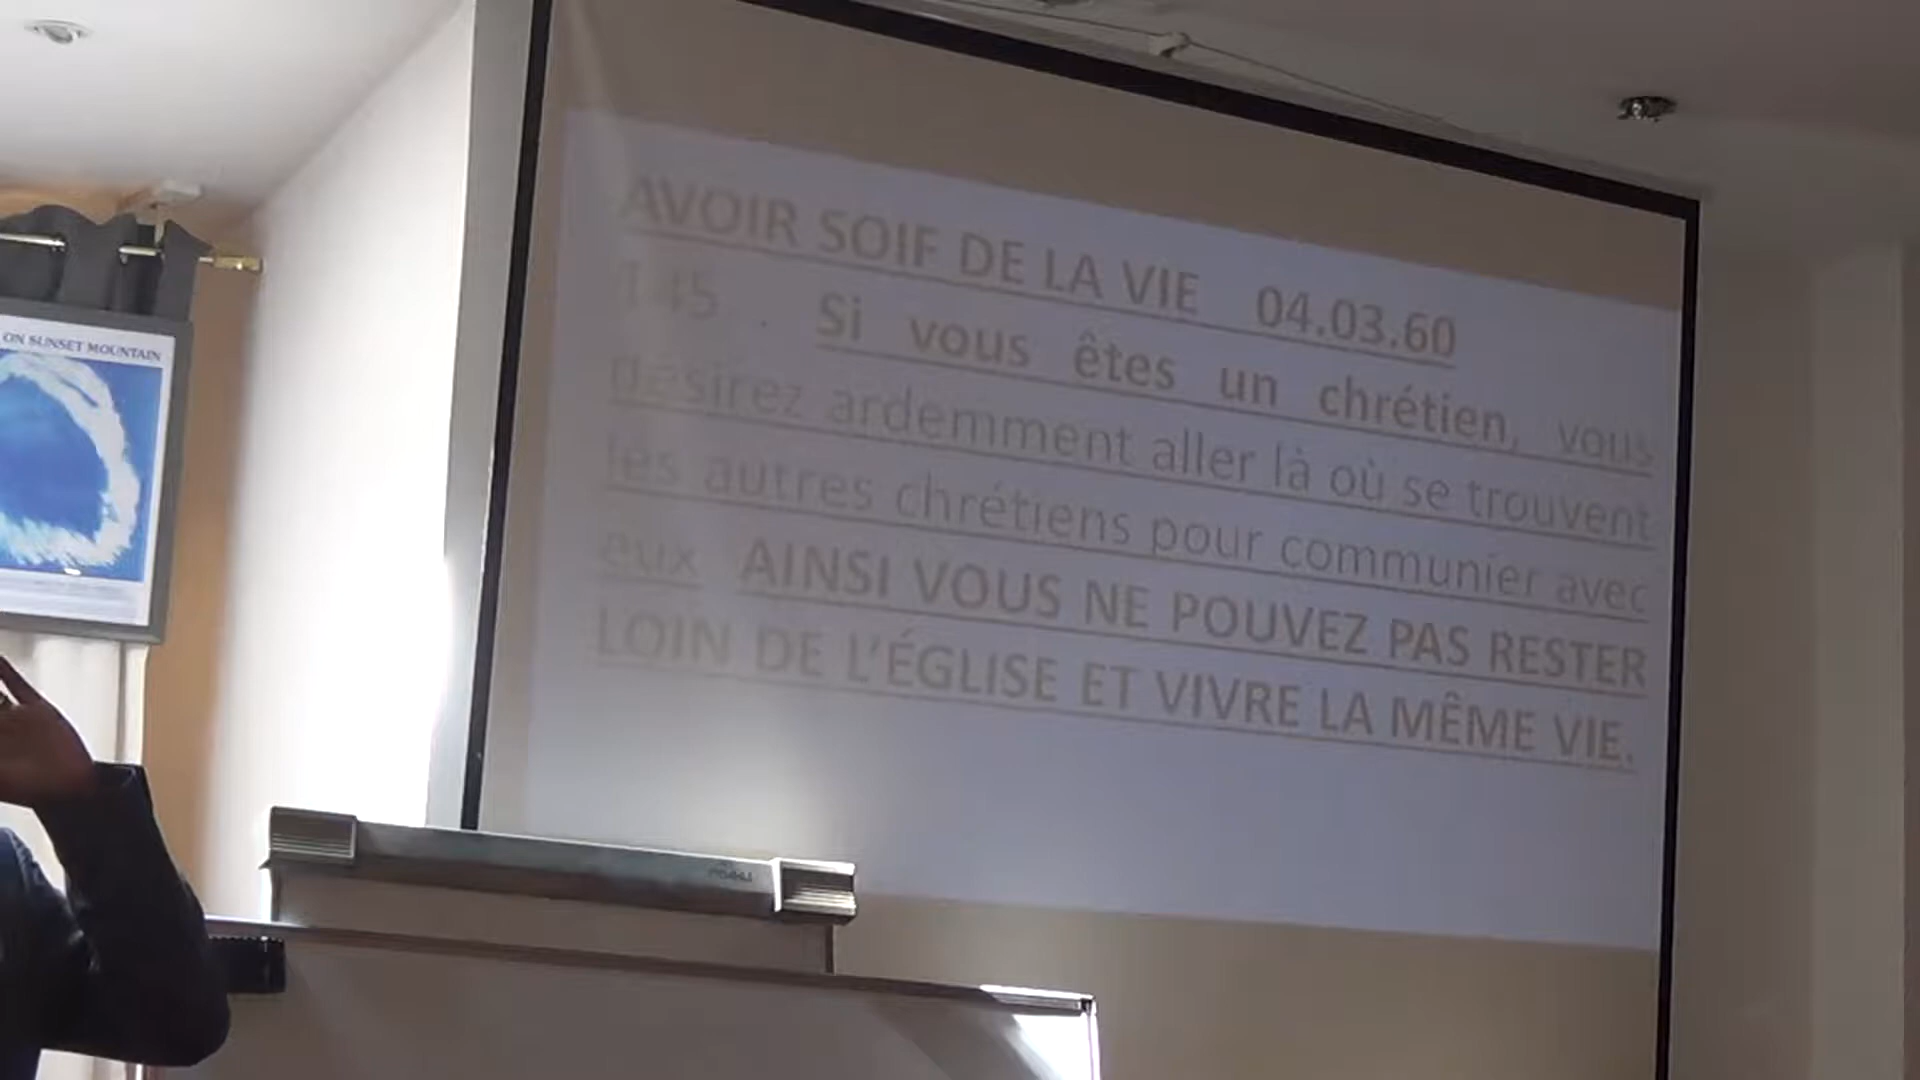 ON SUNSET MOUNTAIN
AVOIR SOIF DE LA VIE 04.03.60
145 . Si vous êtes un chrétien, vous
désirez ardemment aller là où se trouvent
les autres chrétiens pour communier avec
eux AINSI VOUS NE POUVEZ PAS RESTER
LOIN DE L'ÉGLISE ET VIVRE LA MÊME VIE.